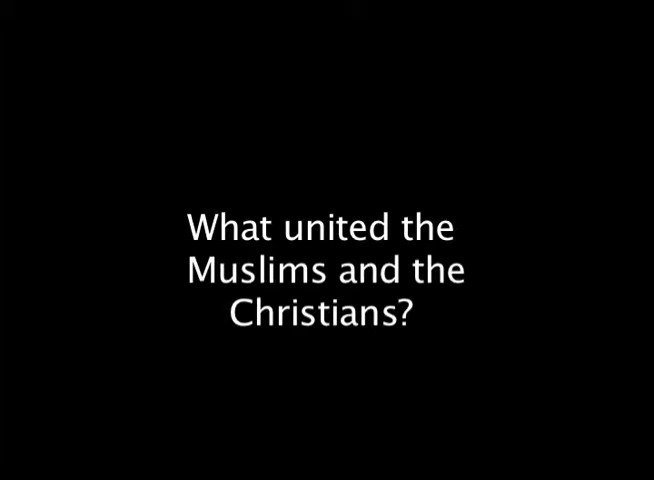 What united the
Muslims and the
Christians?